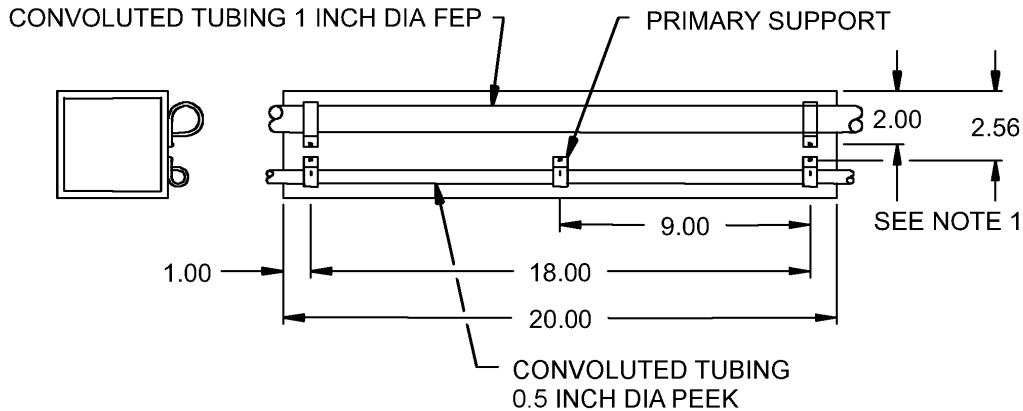 CONVOLUTED TUBING 1 INCH DIA FEP
PRIMARY SUPPORT
2.00
2.56
SEE NOTE 1
9.00
1.00
18.00
20.00
CONVOLUTED TUBING
0.5 INCH DIA PEEK